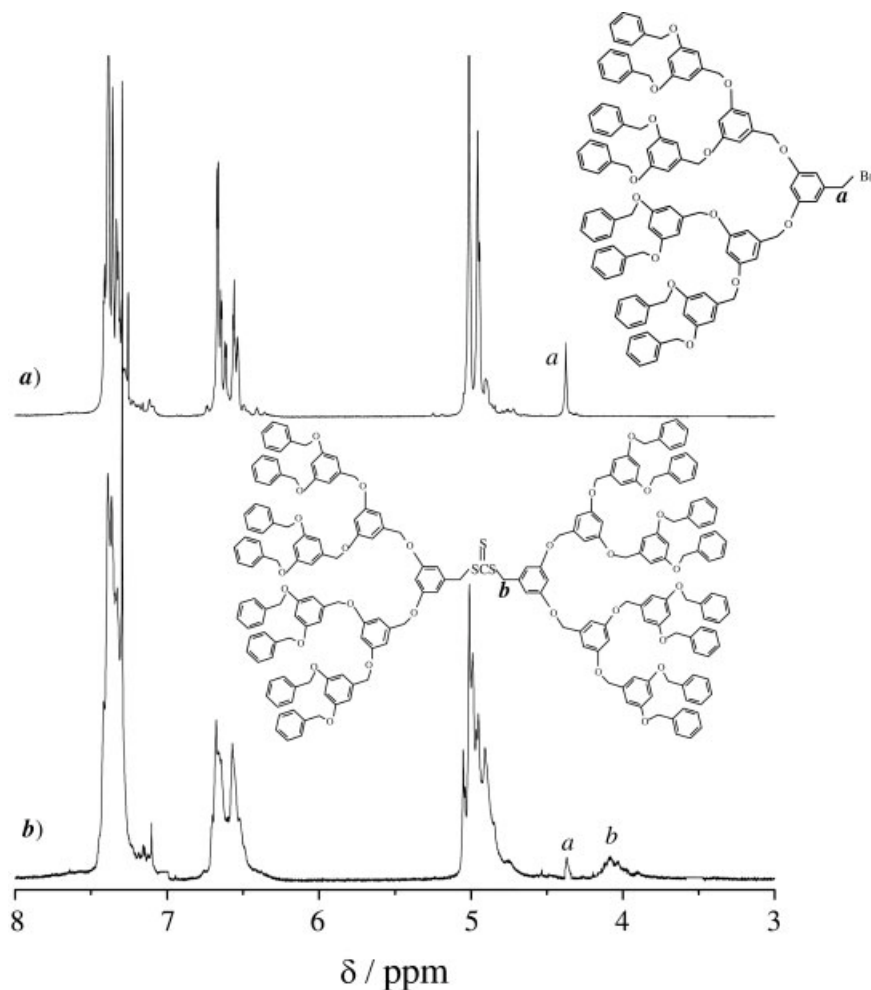 O
O O
O
O O
O Br
a
O O
O
O
O
O
O
a
a)
O O
O O O O
O O
S
O O O O
O SCS O
b
O O
O O O O
O O
O O O O
O O
b)
a b
8 7 6 5 4 3
δ / ppm